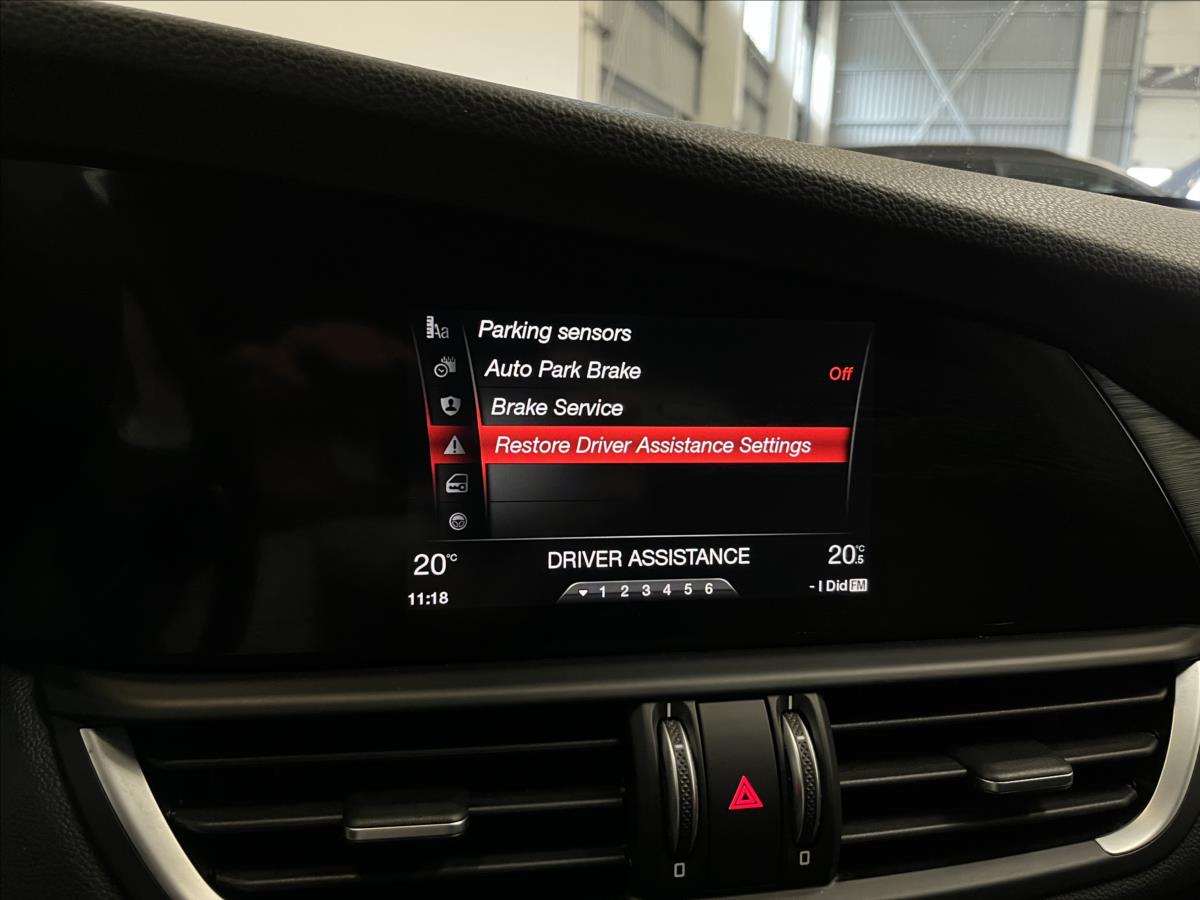 Aa
Parking sensors
Auto Park Brake Off
Brake Service
Restore Driver Assistance Settings
20°C DRIVER ASSISTANCE 20.5°C
1 2 3 4 5 6
11:18 - I Did FM